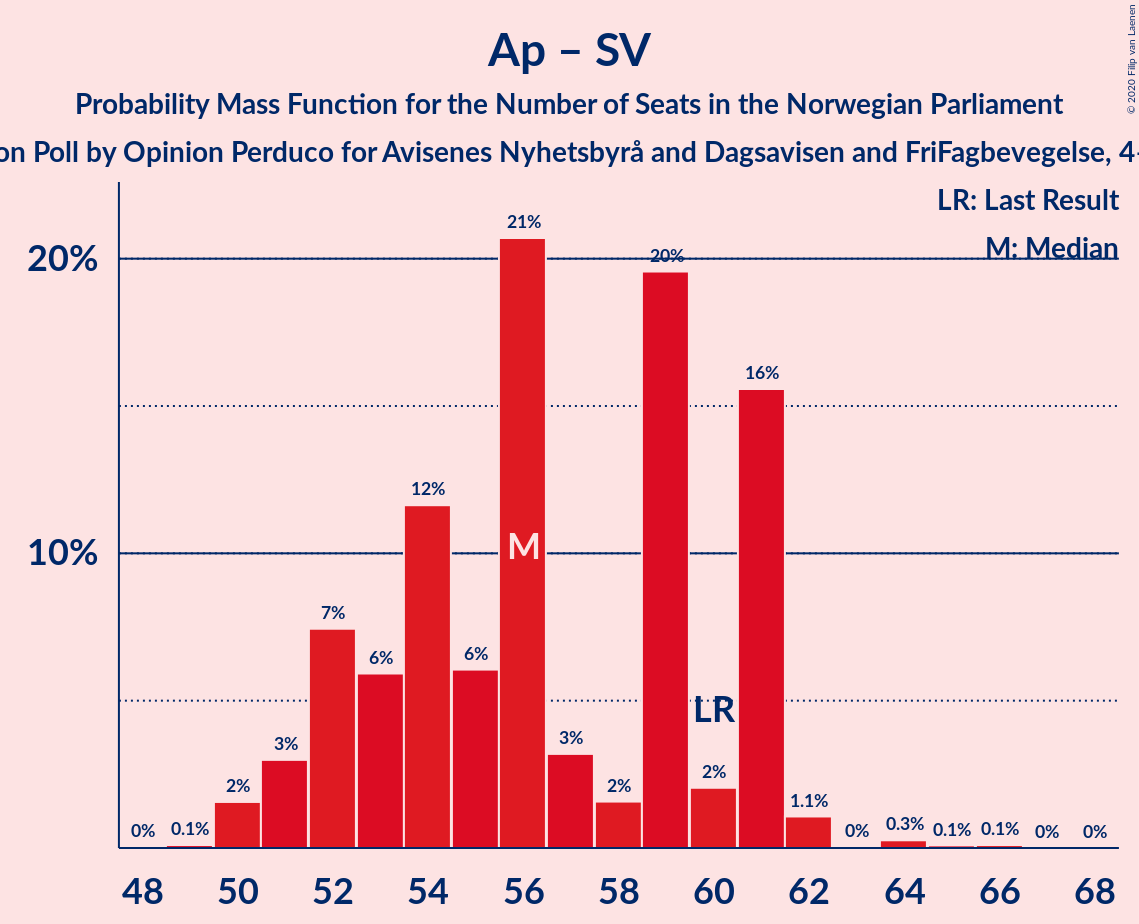 Ap – SV
Probability Mass Function for the Number of Seats in the Norwegian Parliament
on Poll by Opinion Perduco for Avisenes Nyhetsbyrå and Dagsavisen and FriFagbevegelse, 4–
© 2020 Filip van Laenen
LR: Last Result
M: Median
20%
10%
0%
0.1%
2%
3%
7%
6%
12%
6%
21%
3%
2%
20%
2%
16%
1.1%
0%
0.3%
0.1%
0.1%
0%
0%
M
LR
48 50 52 54 56 58 60 62 64 66 68